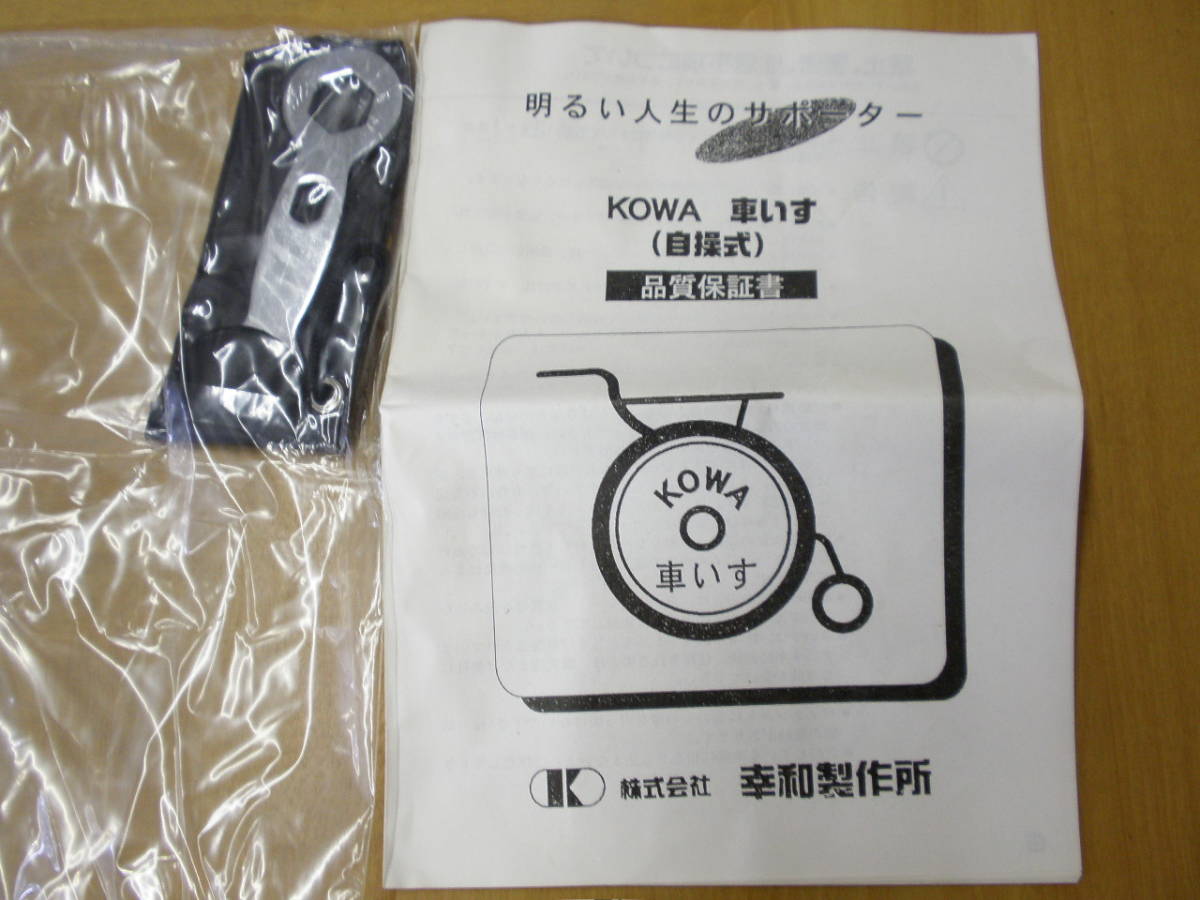 明るい人生のサポーター
KOWA 車いす
(自操式)
品質保証書
KOWA
車いす
K 株式会社 幸和製作所